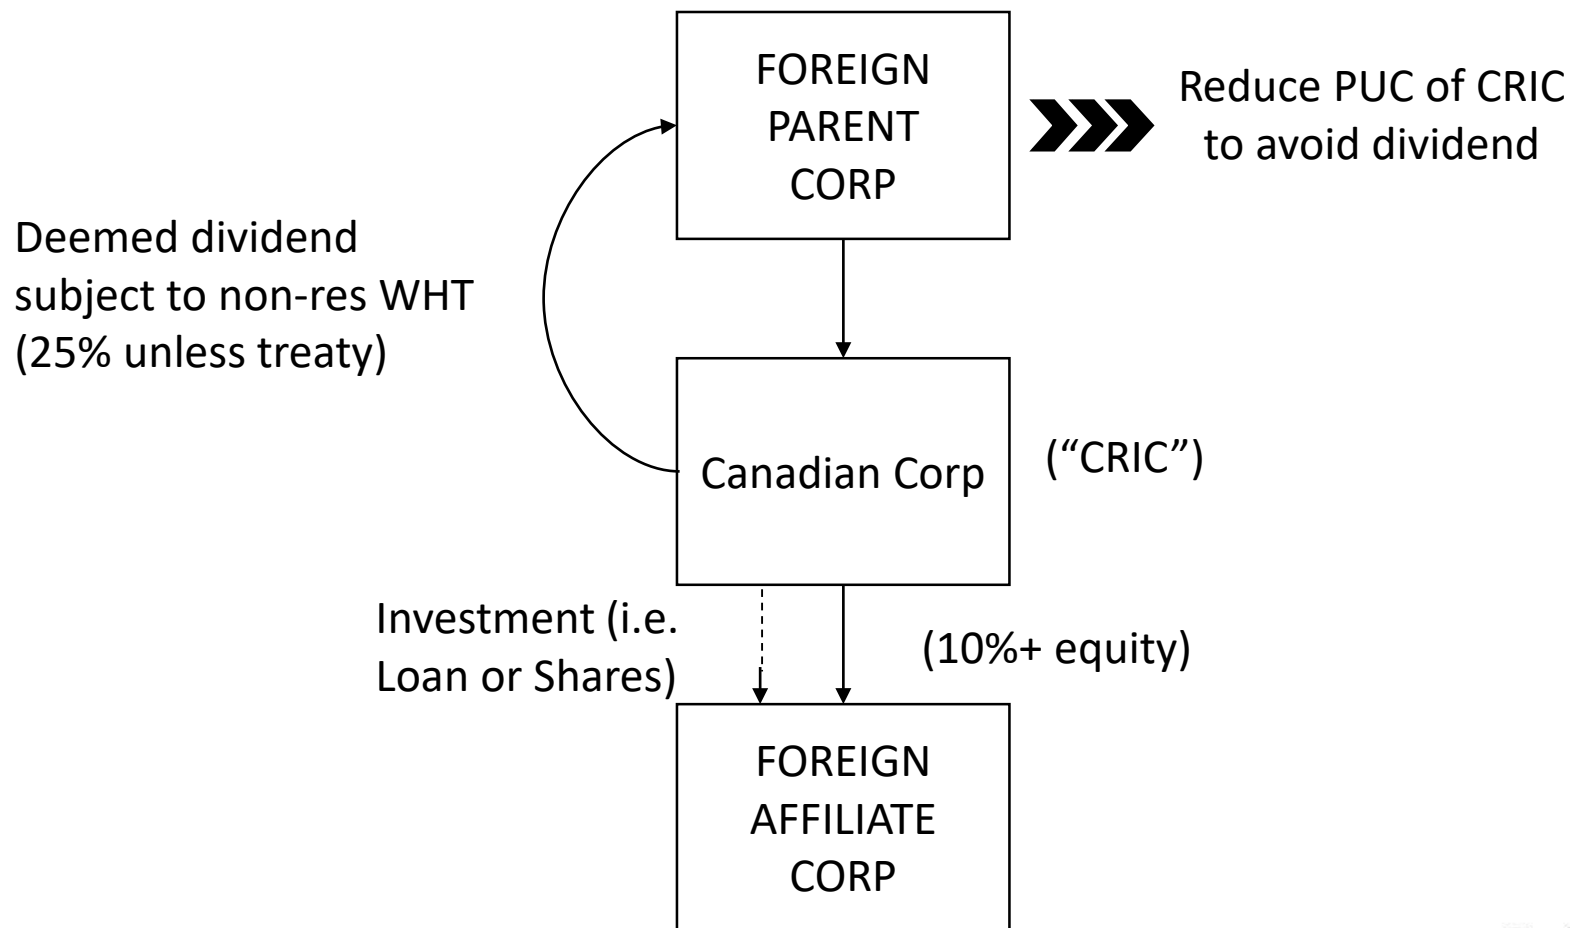 FOREIGN
PARENT
CORP
Reduce PUC of CRIC
to avoid dividend
Deemed dividend
subject to non-res WHT
(25% unless treaty)
Canadian Corp
(“CRIC”)
Investment (i.e.
Loan or Shares)
(10%+ equity)
FOREIGN
AFFILIATE
CORP